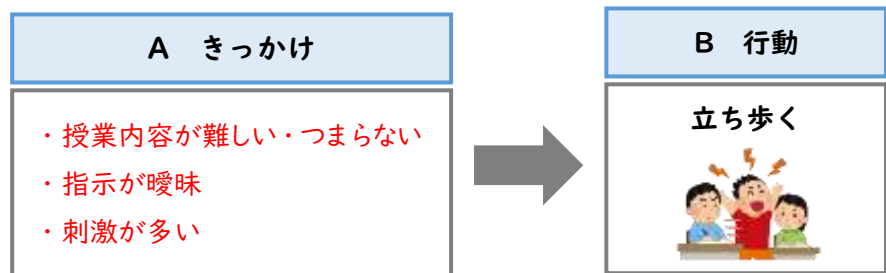 A きっかけ
・授業内容が難しい・つまらない
・指示が曖昧
・刺激が多い
B 行動
立ち歩く